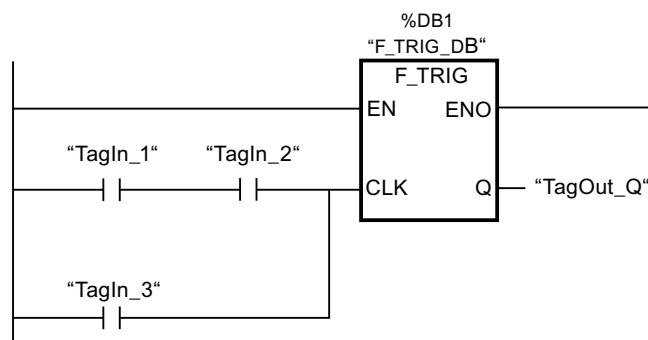 %DB1
“F_TRIG_DB“
F_TRIG
EN ENO
“TagIn_1“ “TagIn_2“
CLK Q “TagOut_Q“
“TagIn_3“